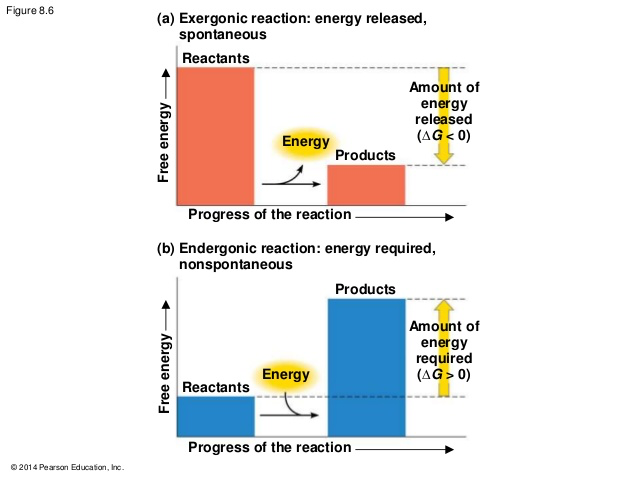 Figure 8.6
(a) Exergonic reaction: energy released,
spontaneous
Reactants
Free energy
Energy
Products
Amount of
energy
released
(∆G < 0)
Progress of the reaction
(b) Endergonic reaction: energy required,
nonspontaneous
Products
Free energy
Reactants
Energy
Amount of
energy
required
(∆G > 0)
Progress of the reaction
© 2014 Pearson Education, Inc.